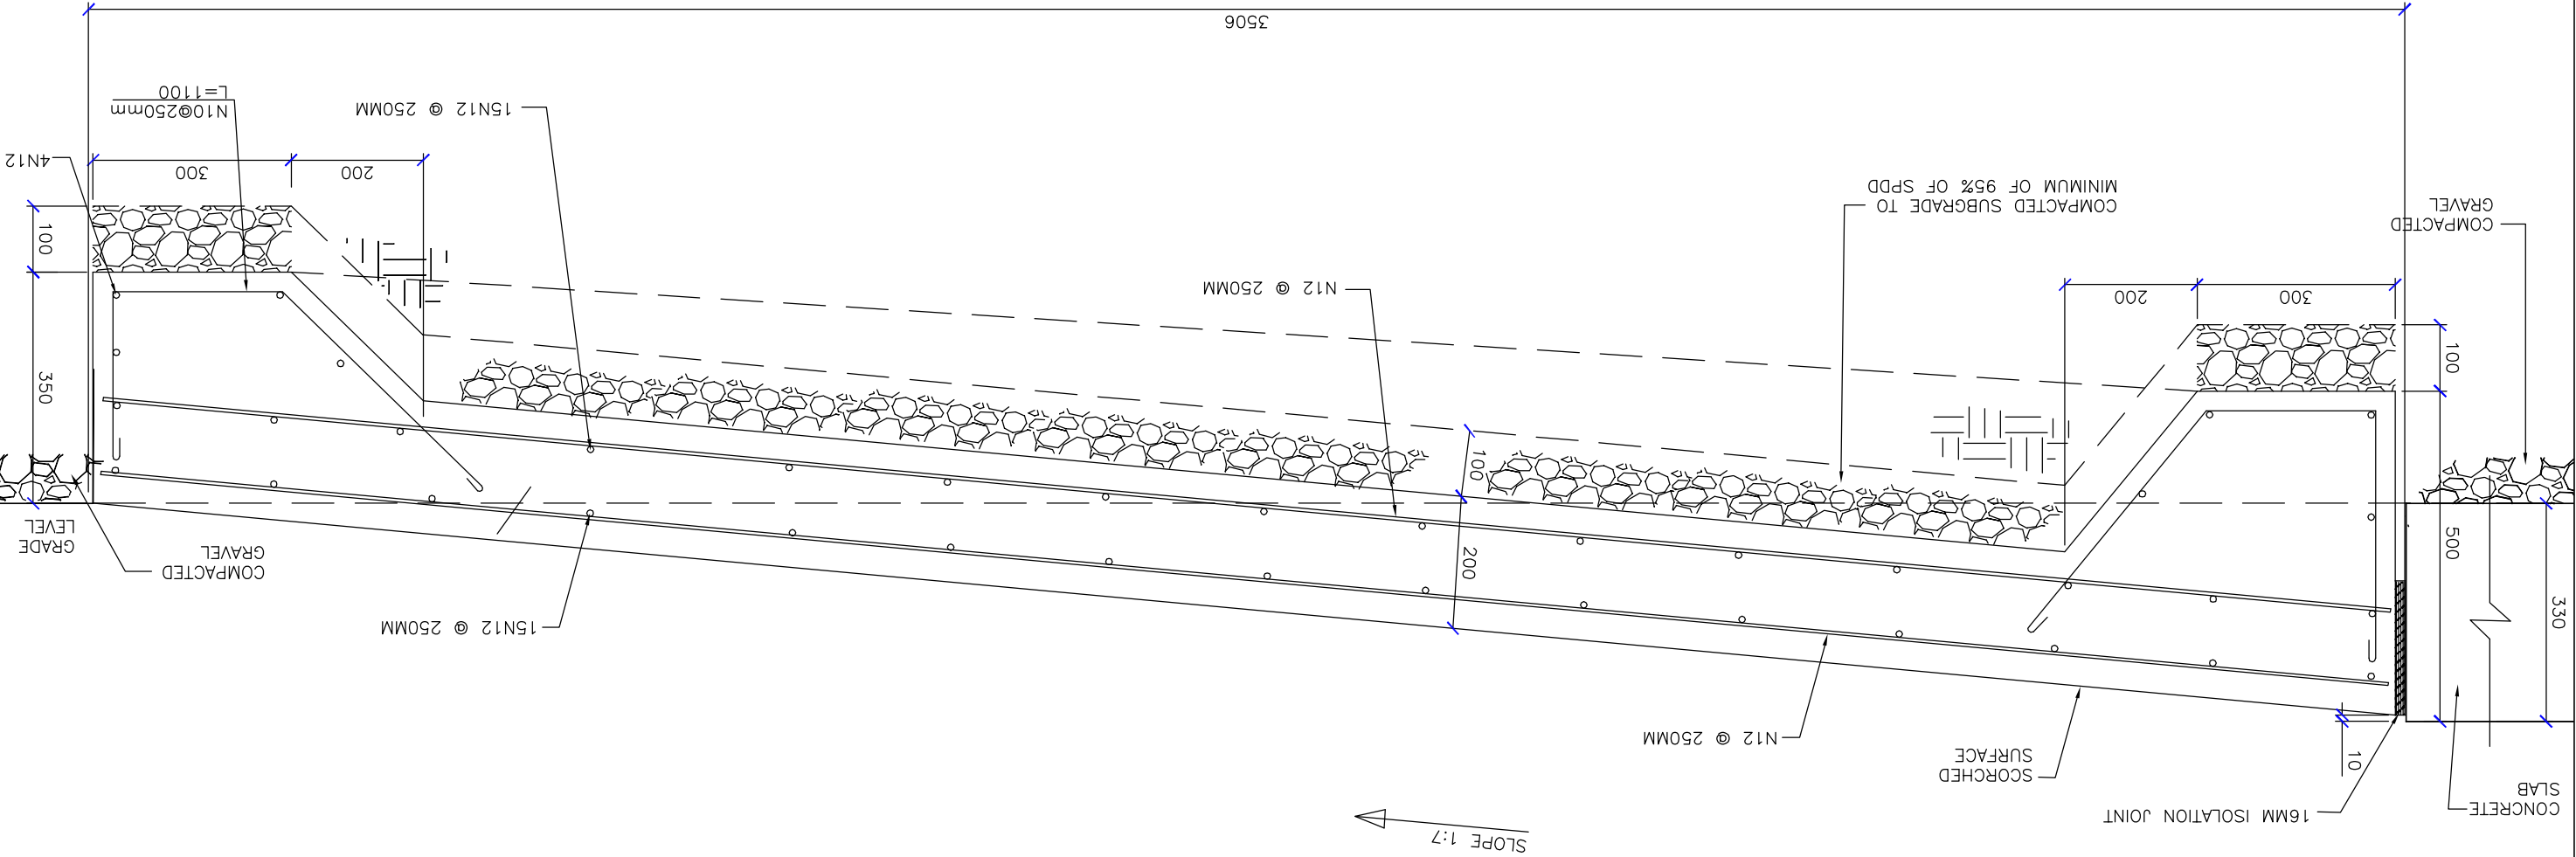 SLOPE 1:7
CONCRETE
SLAB
16MM ISOLATION JOINT
10
SCORCHED
SURFACE
N12 @ 250MM
330
500
200
15N12 @ 250MM
COMPACTED
GRAVEL
GRADE
LEVEL
100
100
350
300
200
N12 @ 250MM
COMPACTED
GRAVEL
COMPACTED SUBGRADE TO
MINIMUM OF 95% OF SPDD
100
200
300
4N12
15N12 @ 250MM
N10@250mm
L=1100
3506